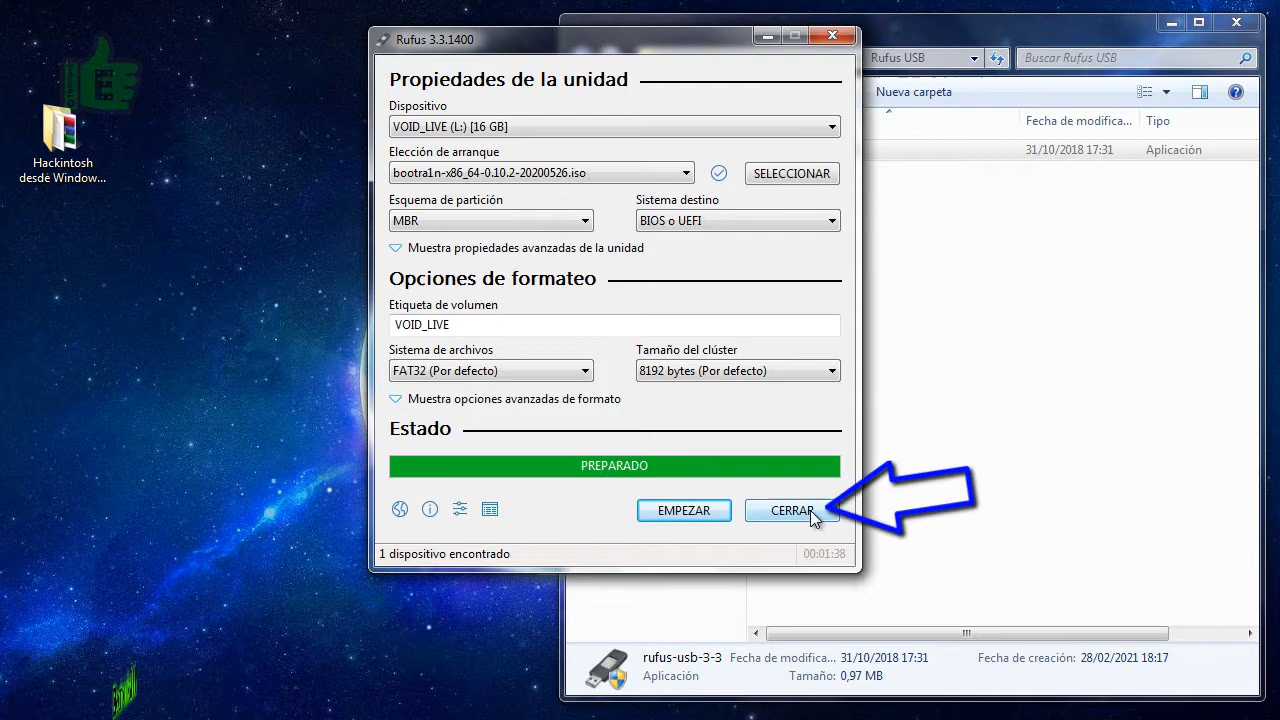 Rufus 3.3.1400
Propiedades de la unidad
Dispositivo
VOID_LIVE (L:) [16 GB]
Elección de arranque
bootra1n-x86_64-0.10.2-20200526.iso
SELECCIONAR
Esquema de partición
Sistema destino
MBR
BIOS o UEFI
Muestra propiedades avanzadas de la unidad
Opciones de formateo
Etiqueta de volumen
VOID_LIVE
Sistema de archivos
Tamaño del clúster
FAT32 (Por defecto)
8192 bytes (Por defecto)
Muestra opciones avanzadas de formato
Estado
PREPARADO
EMPEZAR
CERRAR
1 dispositivo encontrado
00:01:38
Hackintosh
desde Window...
Rufus USB
Buscar Rufus USB
Nueva carpeta
Fecha de modifica...
Tipo
31/10/2018 17:31
Aplicación
rufus-usb-3-3
Fecha de modifica... 31/10/2018 17:31
Fecha de creación: 28/02/2021 18:17
Aplicación
Tamaño: 0,97 MB